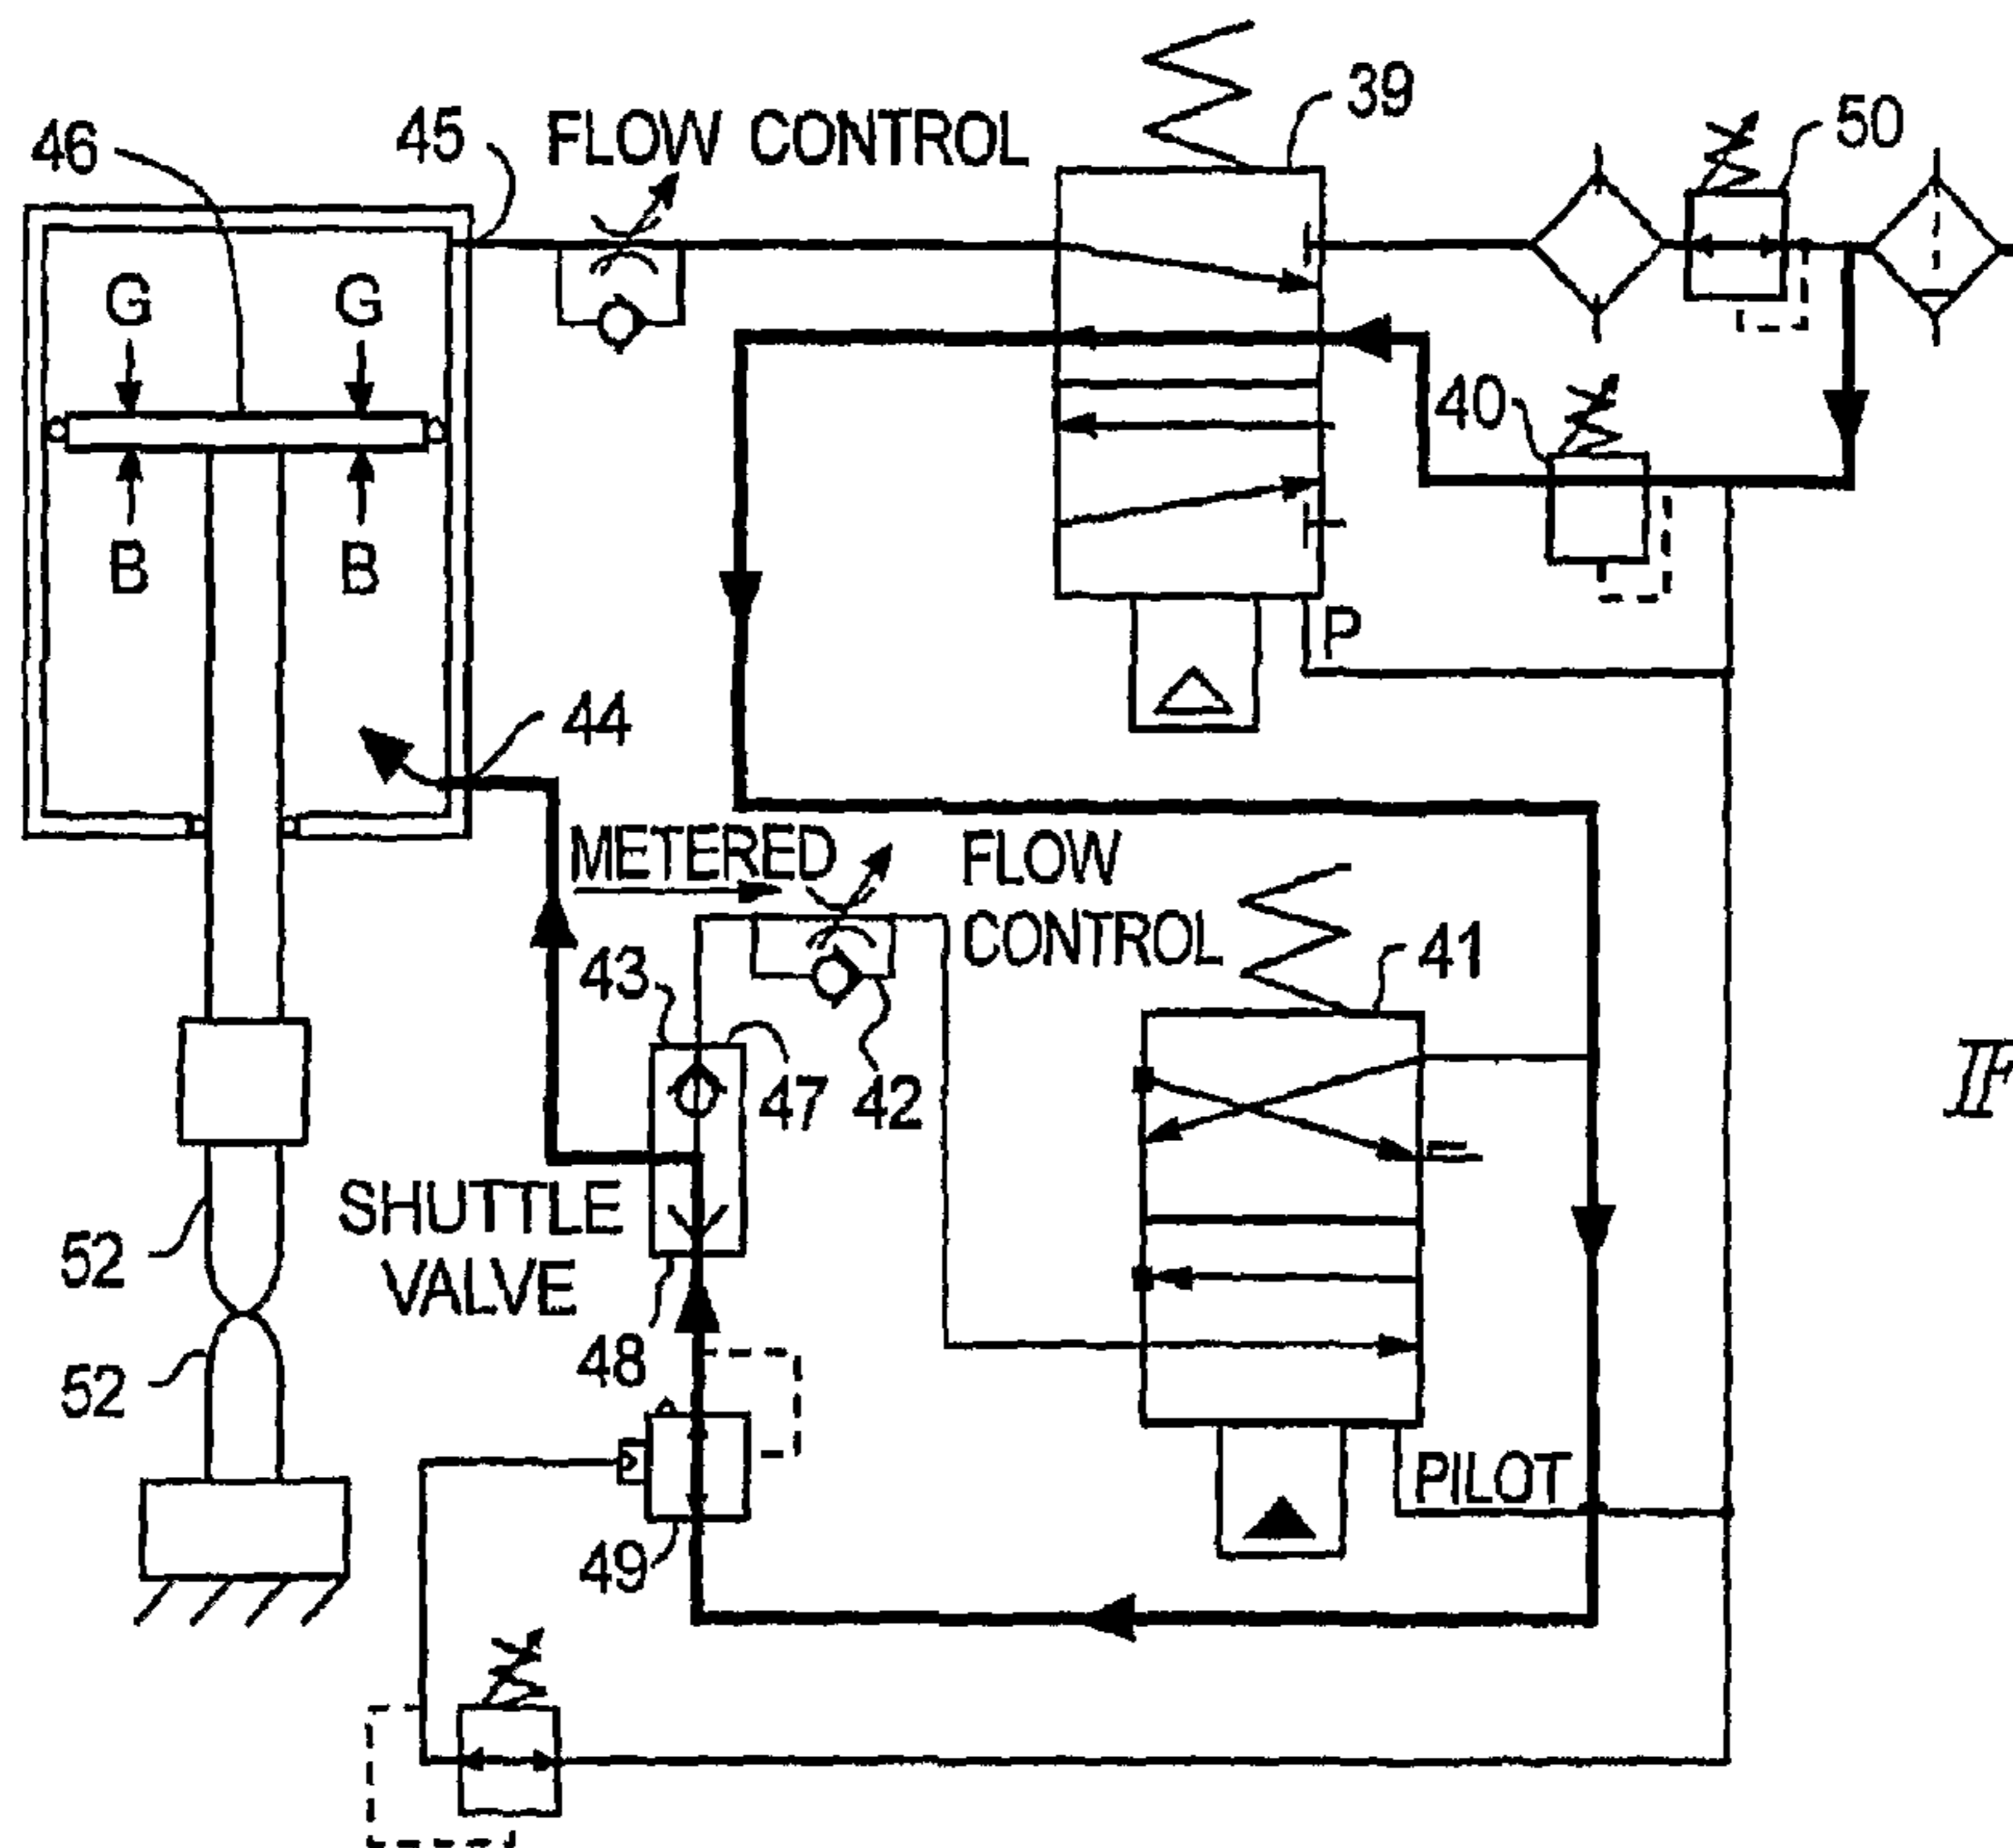 46
45
FLOW CONTROL
39
50
G
G
40
B
B
P
44
METERED
FLOW
CONTROL
43
41
47
42
SHUTTLE
VALVE
52
48
52
PILOT
49